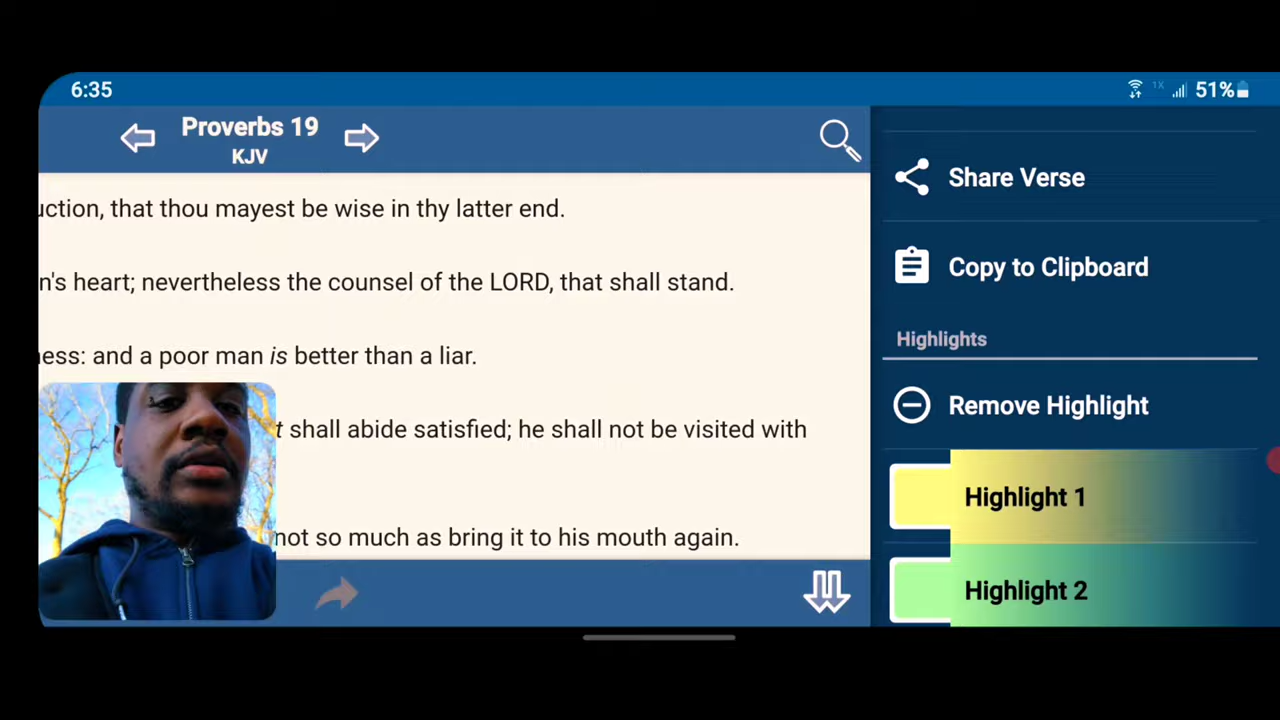 6:35
1X
51%
Proverbs 19
KJV
uction, that thou mayest be wise in thy latter end.
n's heart; nevertheless the counsel of the LORD, that shall stand.
ness: and a poor man is better than a liar.
t shall abide satisfied; he shall not be visited with
not so much as bring it to his mouth again.
Share Verse
Copy to Clipboard
Highlights
Remove Highlight
Highlight 1
Highlight 2